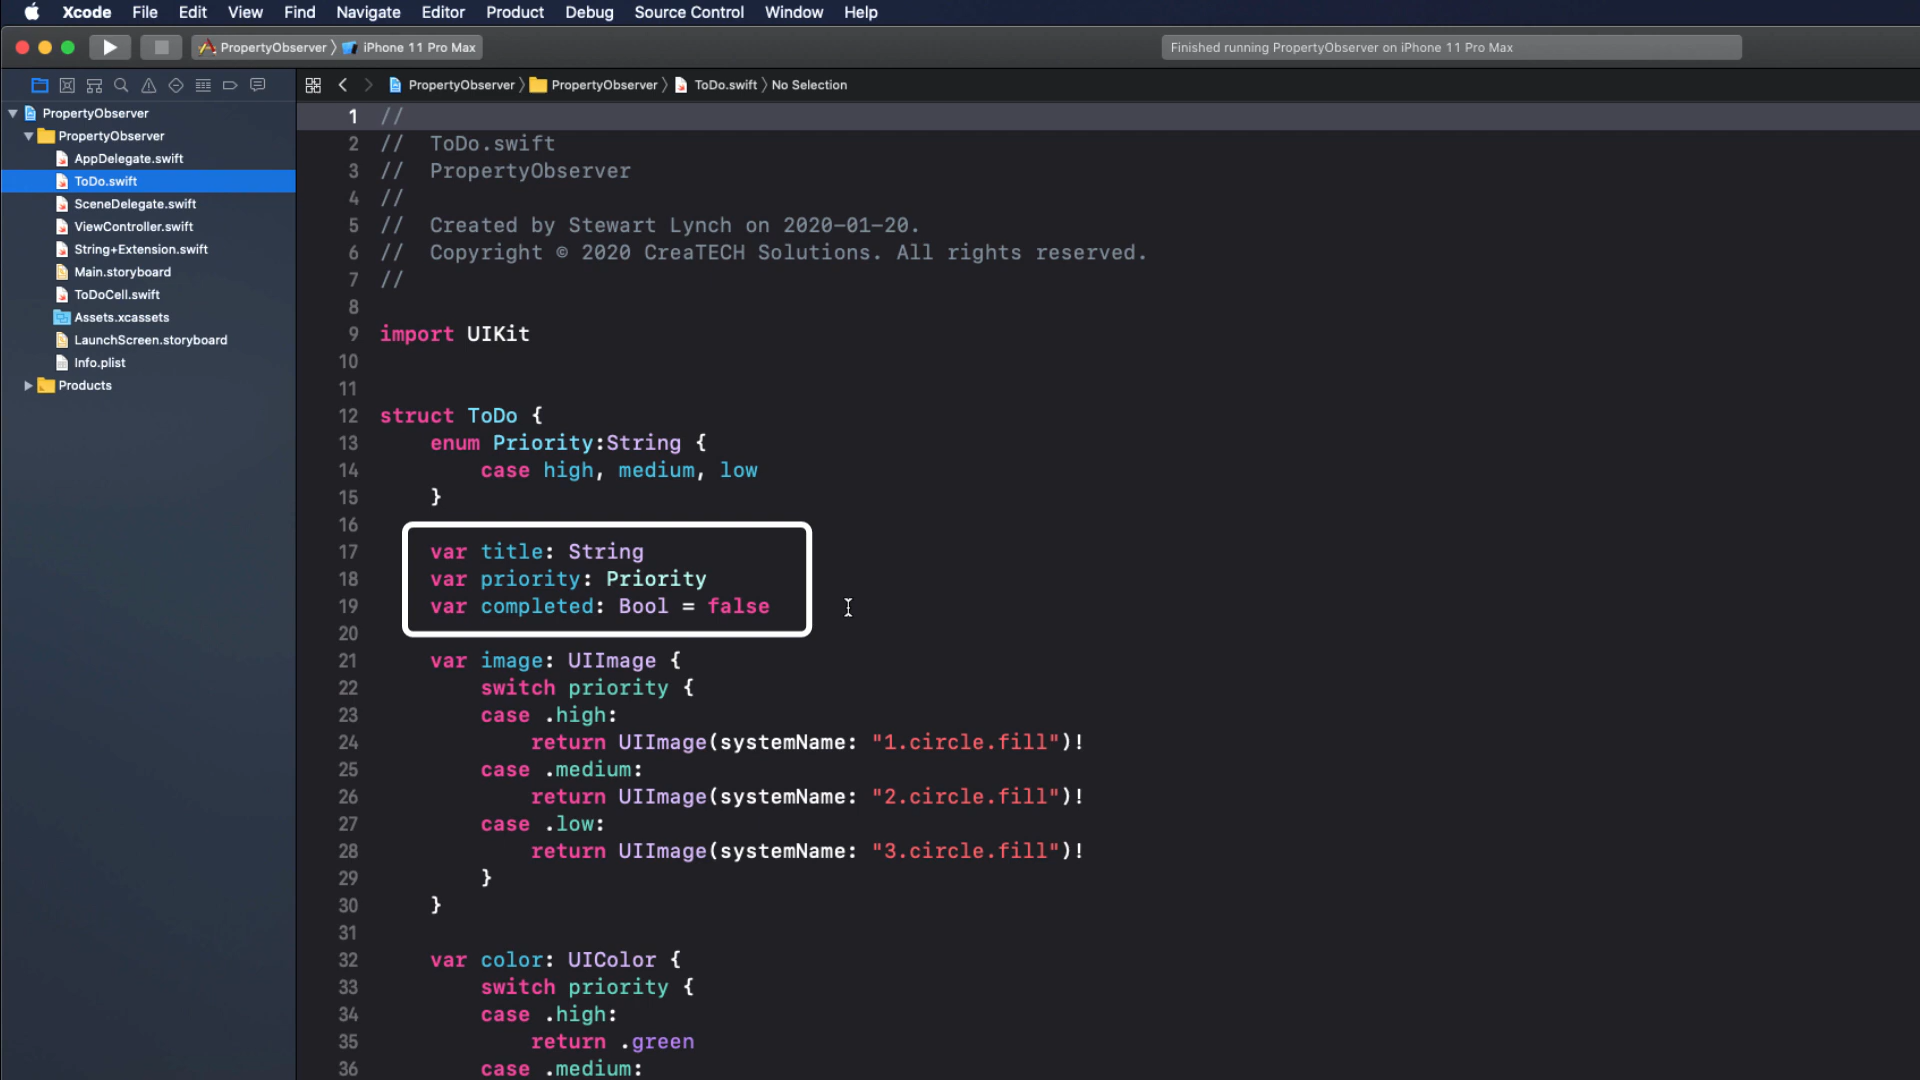 Xcode File Edit View Find Navigate Editor Product Debug Source Control Window Help
PropertyObserver iPhone 11 Pro Max
Finished running PropertyObserver on iPhone 11 Pro Max
PropertyObserver PropertyObserver ToDo.swift No Selection
PropertyObserver
PropertyObserver
AppDelegate.swift
ToDo.swift
SceneDelegate.swift
ViewController.swift
String+Extension.swift
Main.storyboard
ToDoCell.swift
Assets.xcassets
LaunchScreen.storyboard
Info.plist
Products
1 //
2 // ToDo.swift
3 // PropertyObserver
4 //
5 // Created by Stewart Lynch on 2020-01-20.
6 // Copyright © 2020 CreaTECH Solutions. All rights reserved.
7 //
8
9 import UIKit
10
11
12 struct ToDo {
13 enum Priority:String {
14 case high, medium, low
15 }
16
17 var title: String
18 var priority: Priority
19 var completed: Bool = false
20
21 var image: UIImage {
22 switch priority {
23 case .high:
24 return UIImage(systemName: "1.circle.fill")!
25 case .medium:
26 return UIImage(systemName: "2.circle.fill")!
27 case .low:
28 return UIImage(systemName: "3.circle.fill")!
29 }
30 }
31
32 var color: UIColor {
33 switch priority {
34 case .high:
35 return .green
36 case .medium: